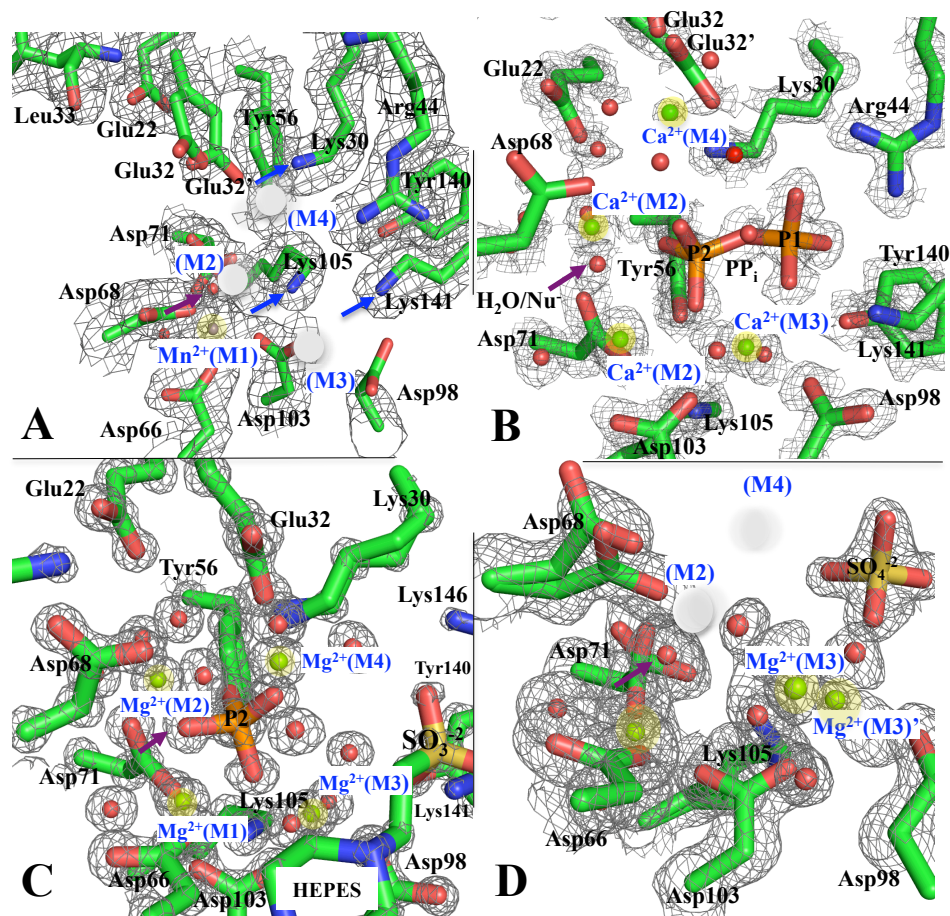 Leu33
Glu22
Tyr56
Lys30
Arg44
Glu32
Glu32’
Tyr140
(M4)
Asp71
(M2)
Lys105
Asp68
Lys141
Mn²⁺(M1)
(M3)
Asp98
Asp103
Asp66
A
Glu32
Glu32’
Glu22
Lys30
Arg44
Ca²⁺(M4)
Asp68
Ca²⁺(M2)
P2
P1
Tyr56
PPi
Tyr140
H₂O/Nu⁻
Ca²⁺(M3)
Asp71
Lys141
Ca²⁺(M2)
Asp98
Lys105
Asp103
B
Glu22
Glu32
Lys30
Tyr56
Lys146
Asp68
Mg²⁺(M4)
Tyr140
Mg²⁺(M2)
P2
SO₃⁻²
Asp71
Mg²⁺(M3)
Lys105
Lys141
Mg²⁺(M1)
Asp66
Asp98
Asp103
HEPES
C
(M4)
Asp68
SO₄⁻²
(M2)
Asp71
Mg²⁺(M3)
Mg²⁺(M3)’
Lys105
Asp66
Asp98
Asp103
D